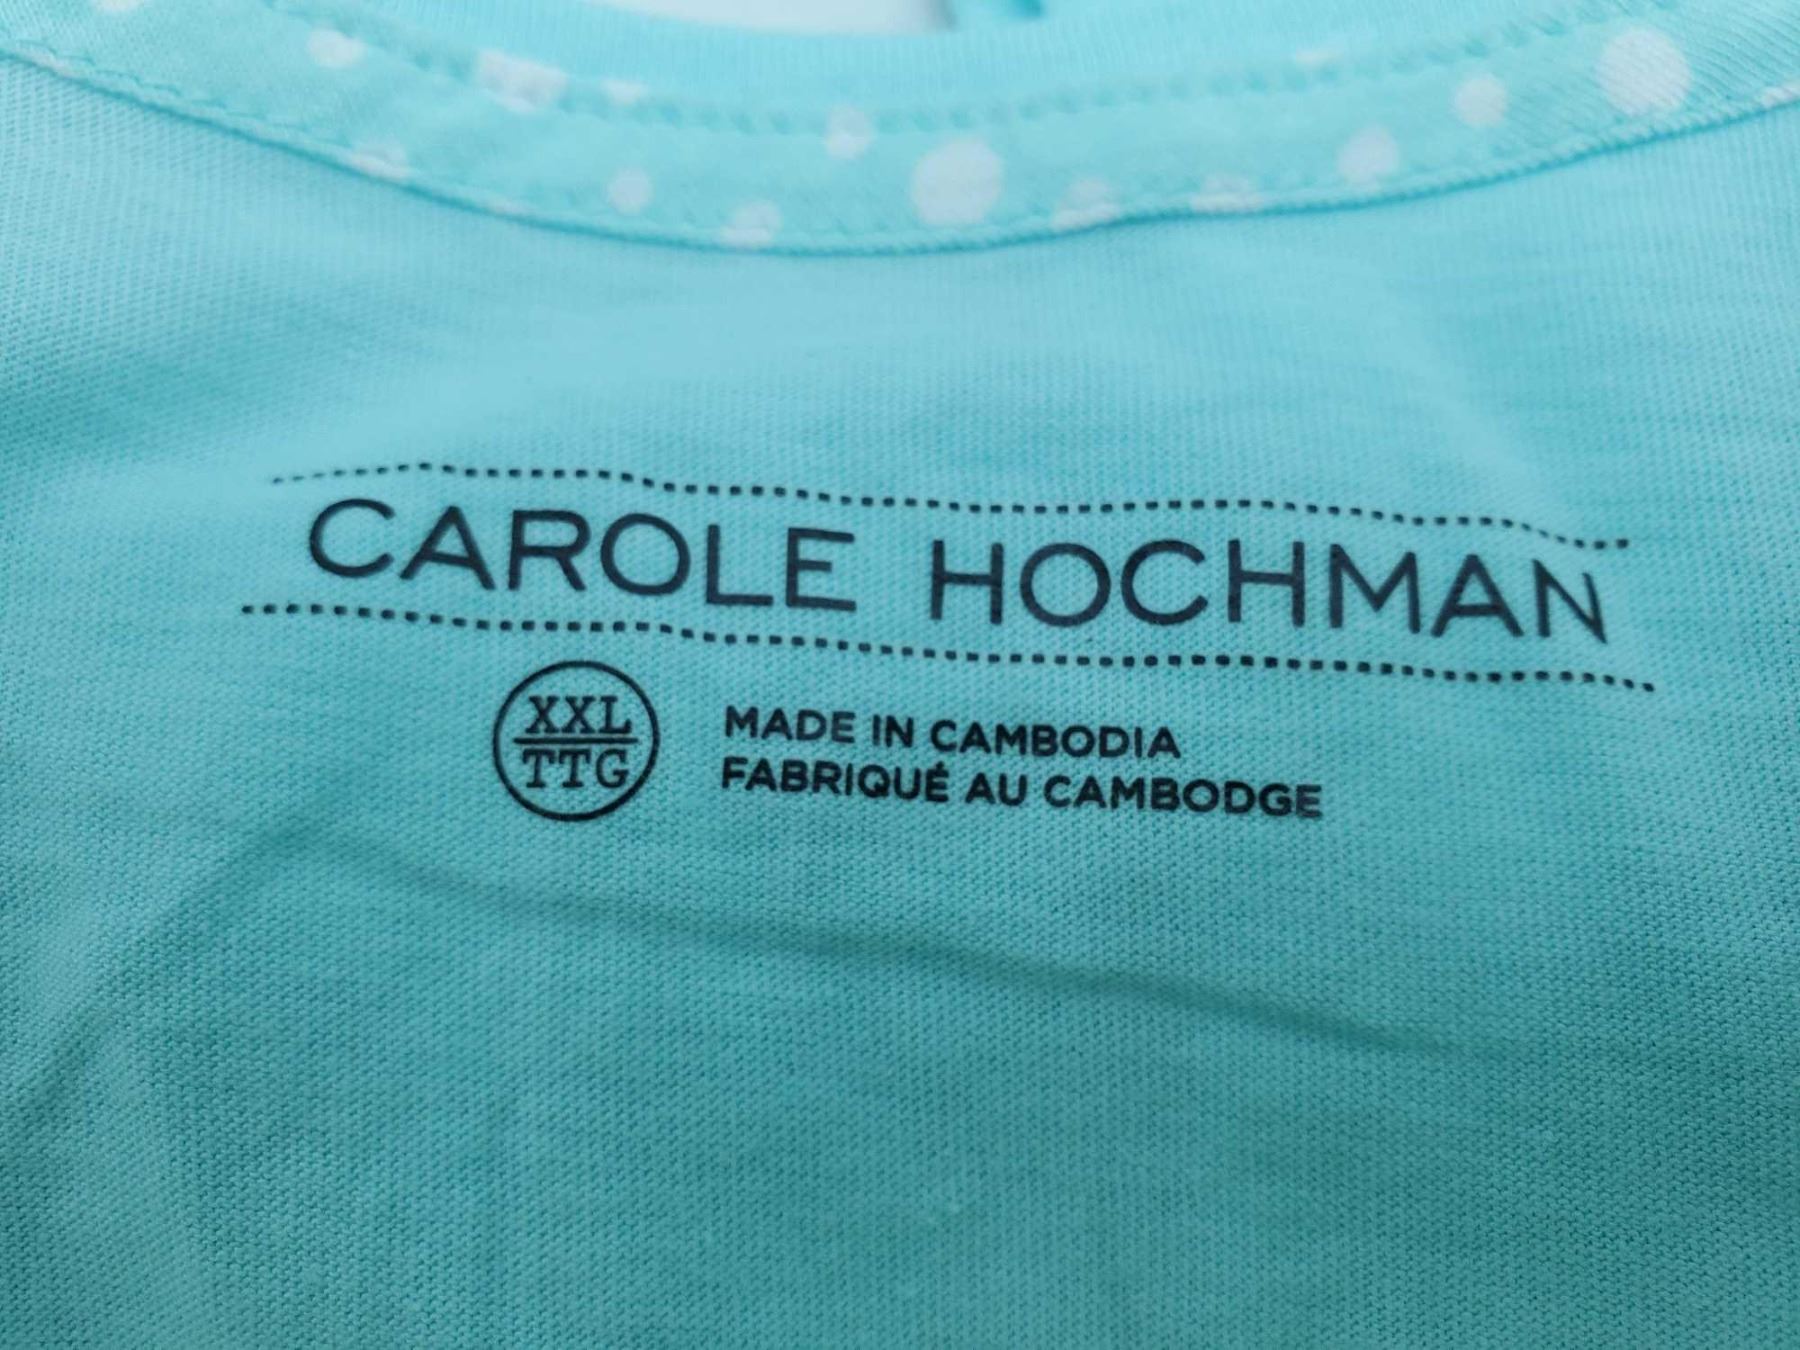 CAROLE HOCHMAN
XXL
TTG
MADE IN CAMBODIA
FABRIQUÉ AU CAMBODGE